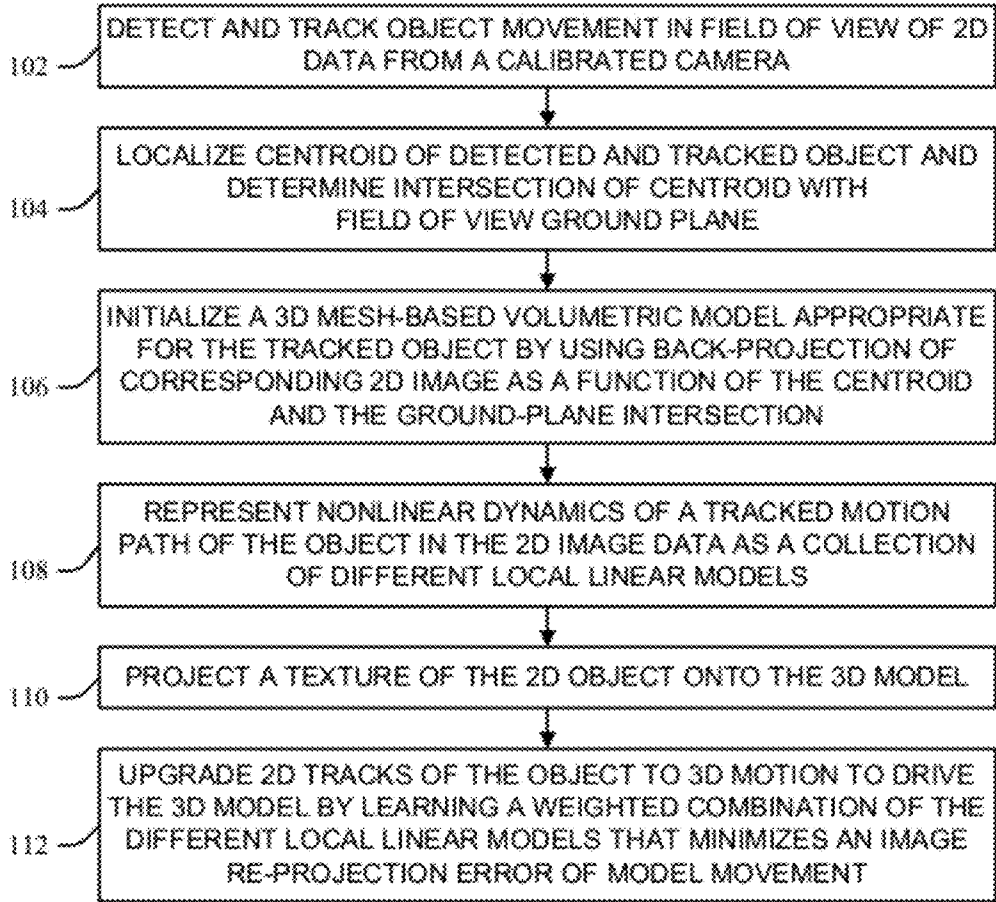 102
DETECT AND TRACK OBJECT MOVEMENT IN FIELD OF VIEW OF 2D
DATA FROM A CALIBRATED CAMERA
104
LOCALIZE CENTROID OF DETECTED AND TRACKED OBJECT AND
DETERMINE INTERSECTION OF CENTROID WITH
FIELD OF VIEW GROUND PLANE
106
INITIALIZE A 3D MESH-BASED VOLUMETRIC MODEL APPROPRIATE
FOR THE TRACKED OBJECT BY USING BACK-PROJECTION OF
CORRESPONDING 2D IMAGE AS A FUNCTION OF THE CENTROID
AND THE GROUND-PLANE INTERSECTION
108
REPRESENT NONLINEAR DYNAMICS OF A TRACKED MOTION
PATH OF THE OBJECT IN THE 2D IMAGE DATA AS A COLLECTION
OF DIFFERENT LOCAL LINEAR MODELS
110
PROJECT A TEXTURE OF THE 2D OBJECT ONTO THE 3D MODEL
112
UPGRADE 2D TRACKS OF THE OBJECT TO 3D MOTION TO DRIVE
THE 3D MODEL BY LEARNING A WEIGHTED COMBINATION OF THE
DIFFERENT LOCAL LINEAR MODELS THAT MINIMIZES AN IMAGE
RE-PROJECTION ERROR OF MODEL MOVEMENT